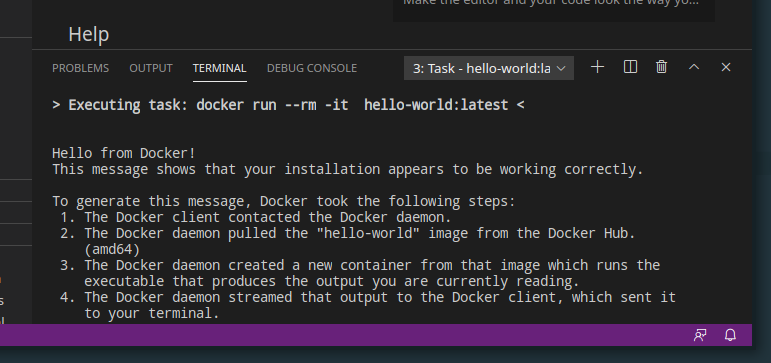 Make the editor and your code look the way yo...
Help
PROBLEMS OUTPUT TERMINAL DEBUG CONSOLE 3: Task - hello-world:la
> Executing task: docker run --rm -it  hello-world:latest <
Hello from Docker!
This message shows that your installation appears to be working correctly.
To generate this message, Docker took the following steps:
1. The Docker client contacted the Docker daemon.
2. The Docker daemon pulled the "hello-world" image from the Docker Hub.
(amd64)
3. The Docker daemon created a new container from that image which runs the
executable that produces the output you are currently reading.
4. The Docker daemon streamed that output to the Docker client, which sent it
to your terminal.